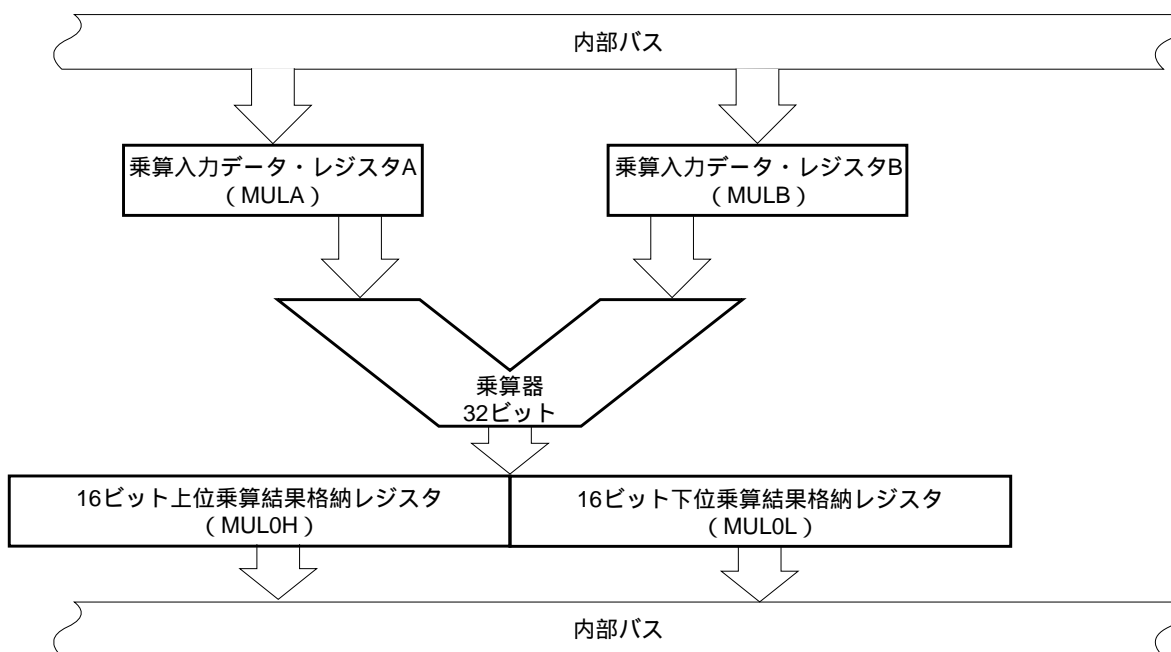 内部バス
乗算入力データ・レジスタA
（MULA）
乗算入力データ・レジスタB
（MULB）
乗算器
32ビット
16ビット上位乗算結果格納レジスタ
（MUL0H）
16ビット下位乗算結果格納レジスタ
（MUL0L）
内部バス